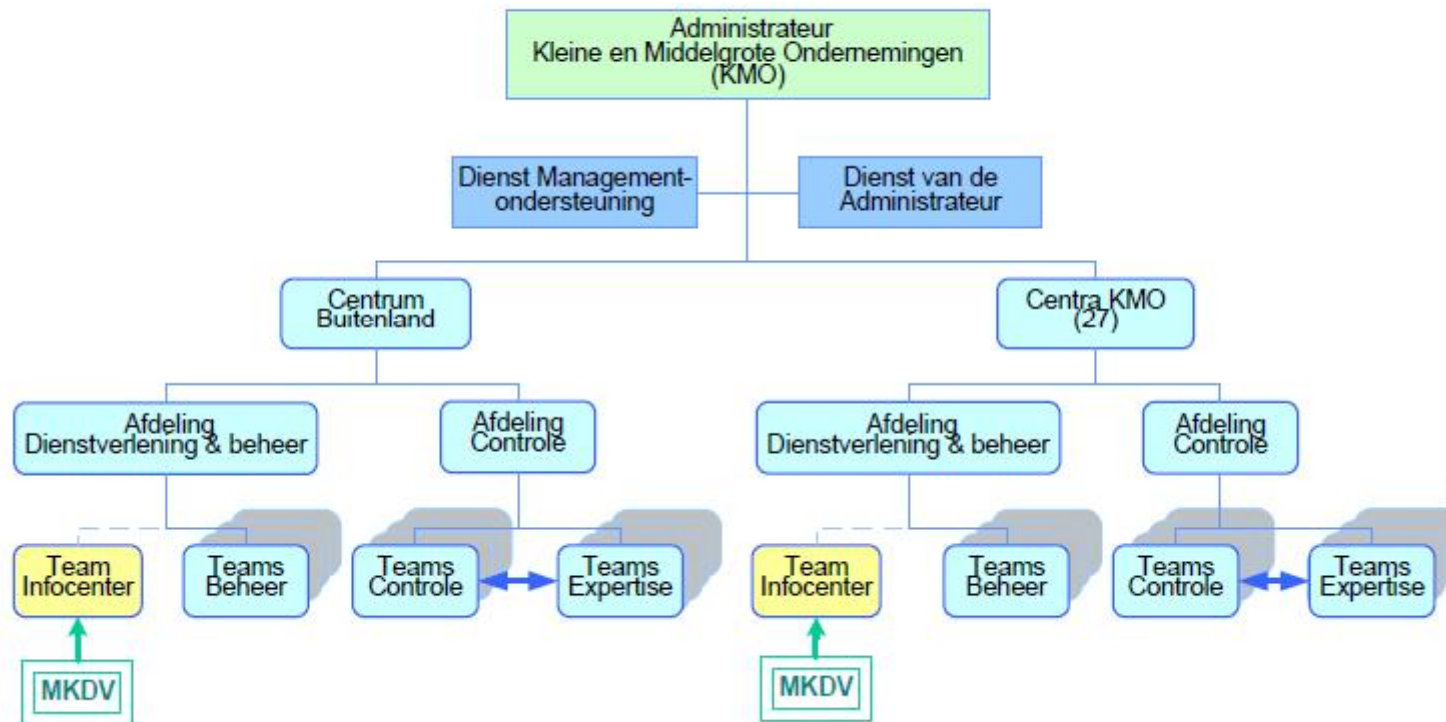 Administrateur
Kleine en Middelgrote Ondernemingen
(KMO)
Dienst Management-
ondersteuning
Dienst van de
Administrateur
Centrum
Buitenland
Centra KMO
(27)
Afdeling
Dienstverlening & beheer
Afdeling
Controle
Afdeling
Dienstverlening & beheer
Afdeling
Controle
Team
Infocenter
Teams
Beheer
Teams
Controle
Teams
Expertise
Team
Infocenter
Teams
Beheer
Teams
Controle
Teams
Expertise
MKDV
MKDV